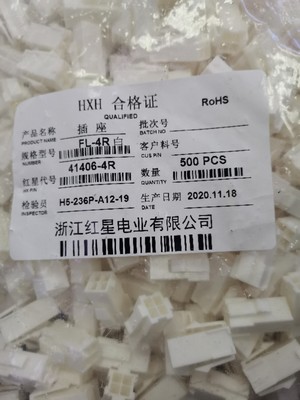 HXH 合格证 RoHS
QUALIFIED
产品名称 插 座 批次号
PRODUCT NAME BATCH NO
规格型号 FL-4R 白 客户料号
CUS P/N
红星代号 41406-4R 数量 500 PCS
QUANTITY
检验员 H5-236P-A12-19 生产日期 2020.11.18
INSPECTOR DATE
浙江红星电业有限公司